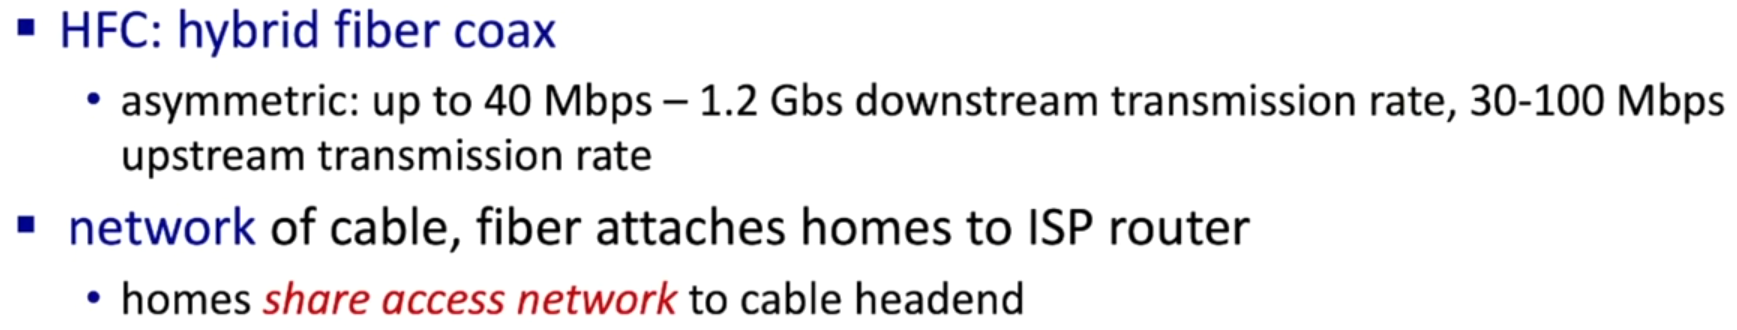 ▪ HFC: hybrid fiber coax
• asymmetric: up to 40 Mbps – 1.2 Gbs downstream transmission rate, 30-100 Mbps
upstream transmission rate
▪ network of cable, fiber attaches homes to ISP router
• homes share access network to cable headend